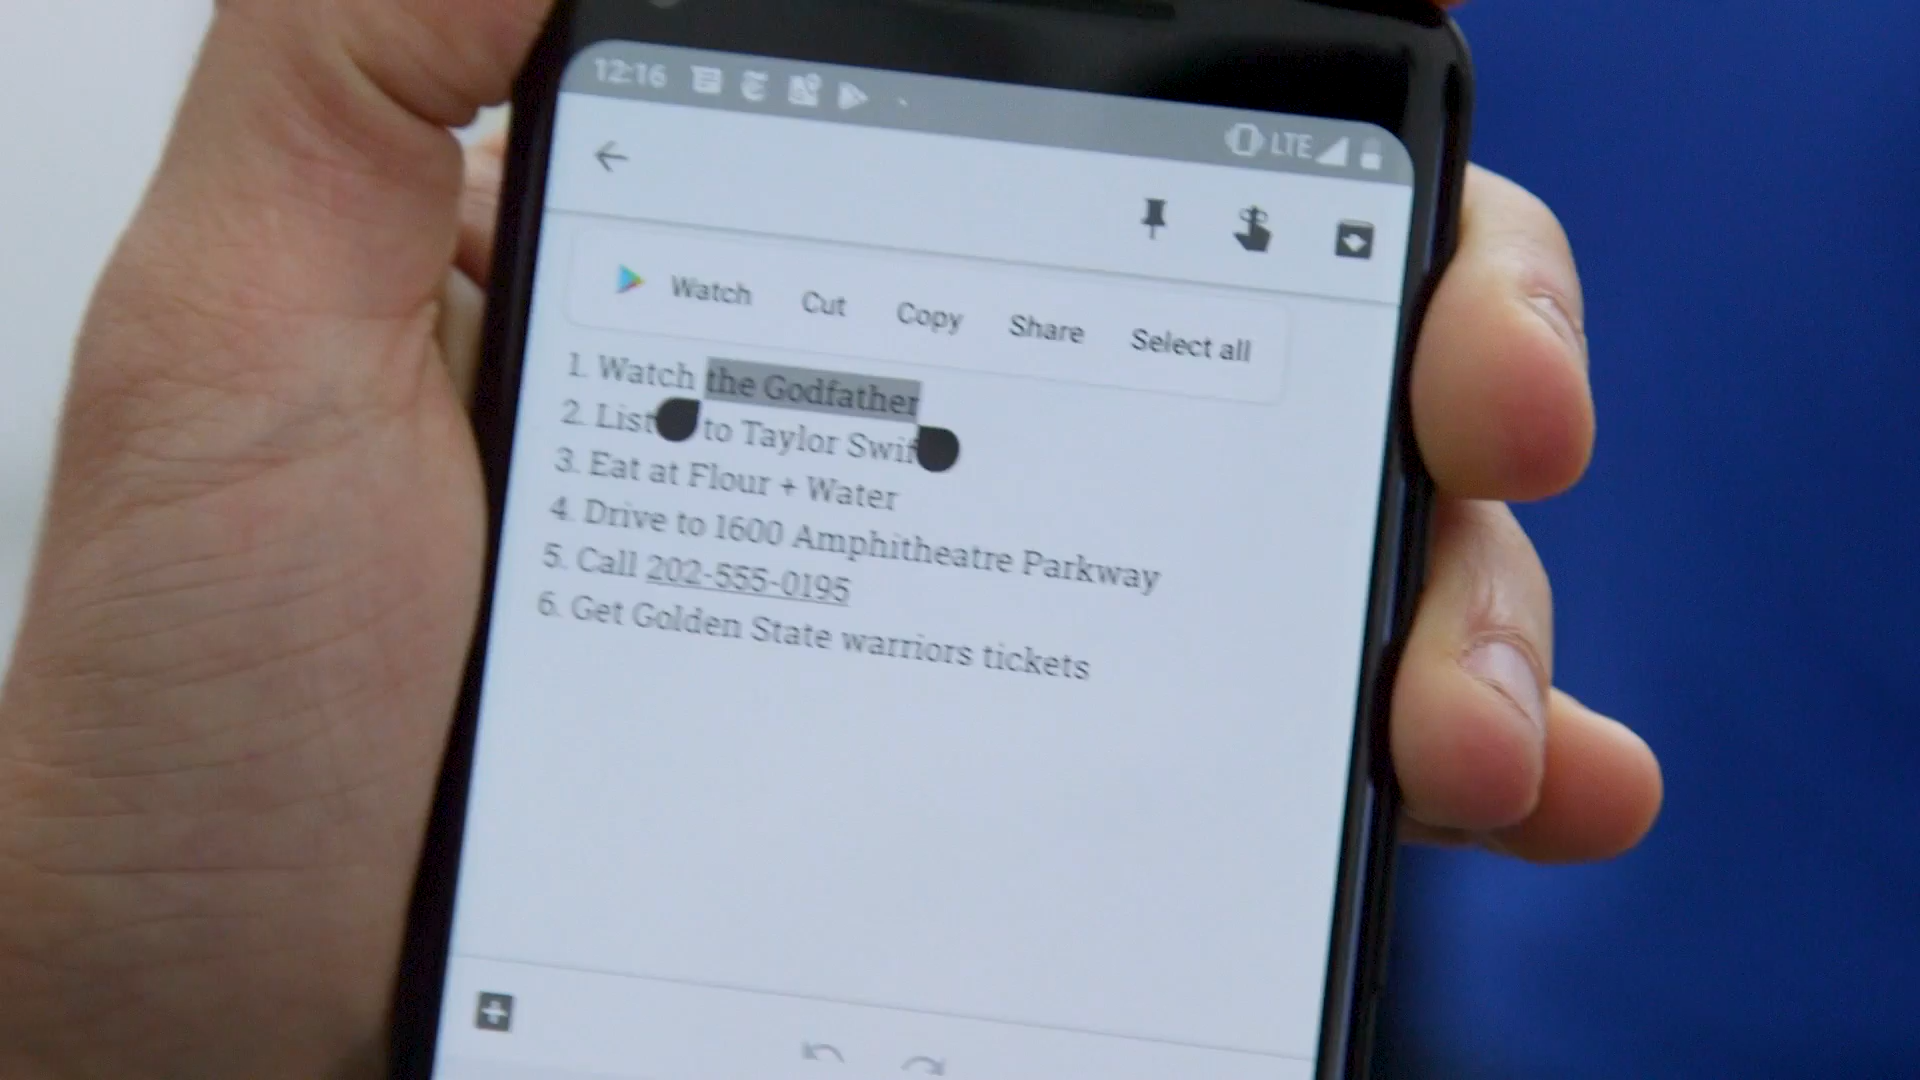 12:16 LTE
Watch Cut Copy Share Select all
1. Watch the Godfather
2. List to Taylor Swif
3. Eat at Flour + Water
4. Drive to 1600 Amphitheatre Parkway
5. Call 202-555-0195
6. Get Golden State warriors tickets